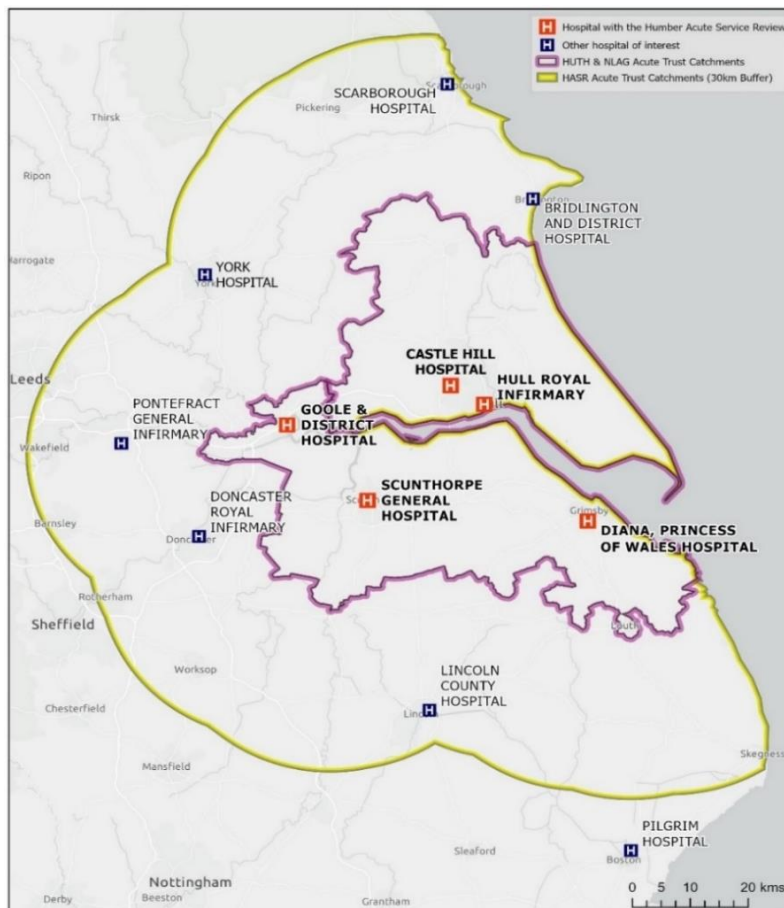 Hospital with the Humber Acute Service Review
Other hospital of interest
HUTH & NLAG Acute Trust Catchments
HASR Acute Trust Catchments (30km Buffer)
SCARBOROUGH
HOSPITAL
Pickering
Thirsk
Ripon
BRIDLINGTON
AND DISTRICT
HOSPITAL
Harrogate
YORK
HOSPITAL
CASTLE HILL
HOSPITAL
HULL ROYAL
INFIRMARY
Leeds
PONTEFRACT
GENERAL
INFIRMARY
GOOLE &
DISTRICT
HOSPITAL
Wakefield
SCUNTHORPE
GENERAL
HOSPITAL
DONCASTER
ROYAL
INFIRMARY
Grimsby
DIANA, PRINCESS
OF WALES HOSPITAL
Barnsley
Rotherham
Sheffield
Louth
Worksop
LINCOLN
COUNTY
HOSPITAL
Chesterfield
Mansfield
Skegness
PILGRIM
HOSPITAL
Sleaford
Boston
Nottingham
Derby
Beeston
Grantham
0 5 10 20 kms